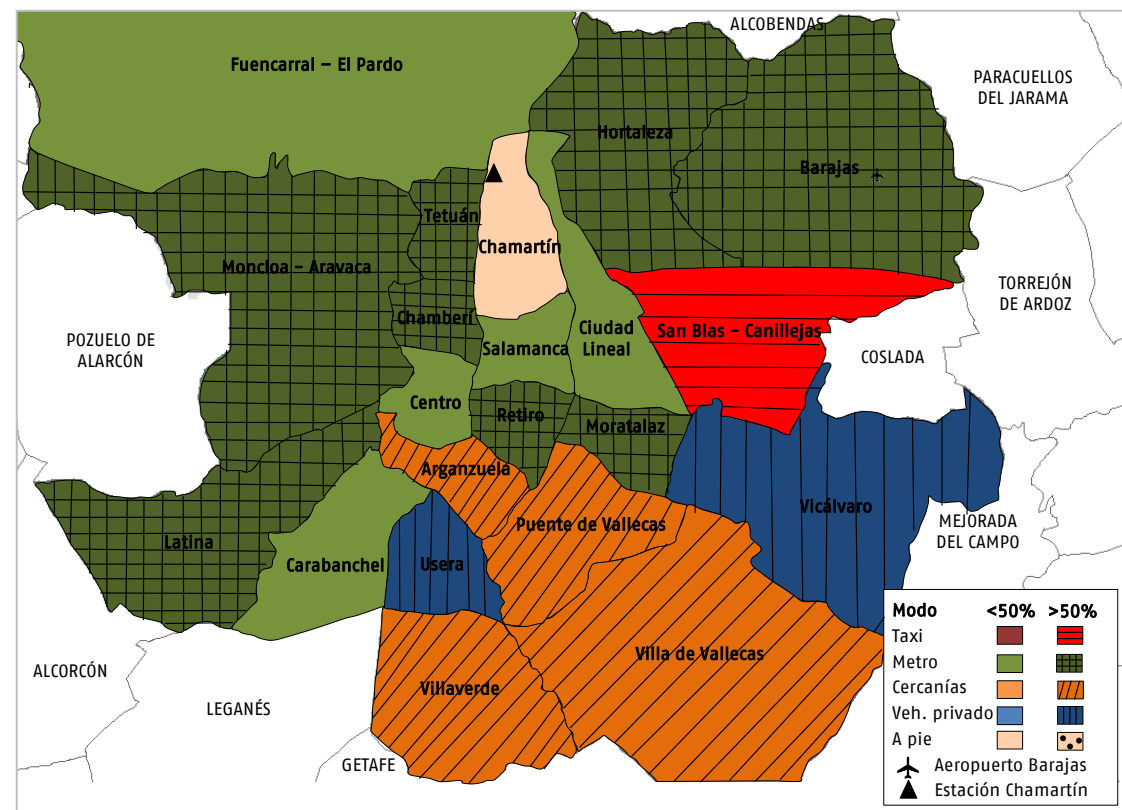 ALCOBENDAS
Fuencarral – El Pardo
PARACUELLOS
DEL JARAMA
Hortaleza
Barajas
Tetuán
Chamartín
Moncloa – Aravaca
TORREJÓN
DE ARDOZ
Chamberí
POZUELO DE
ALARCÓN
Ciudad
Lineal
San Blas – Canillejas
Salamanca
COSLADA
Centro
Retiro
Moratalaz
Arganzuela
Vicálvaro
Puente de Vallecas
MEJORADA
DEL CAMPO
Latina
Carabanchel
Usera
Villa de Vallecas
Villaverde
ALCORCÓN
LEGANÉS
GETAFE
Modo <50% >50%
Taxi
Metro
Cercanías
Veh. privado
A pie
Aeropuerto Barajas
Estación Chamartín